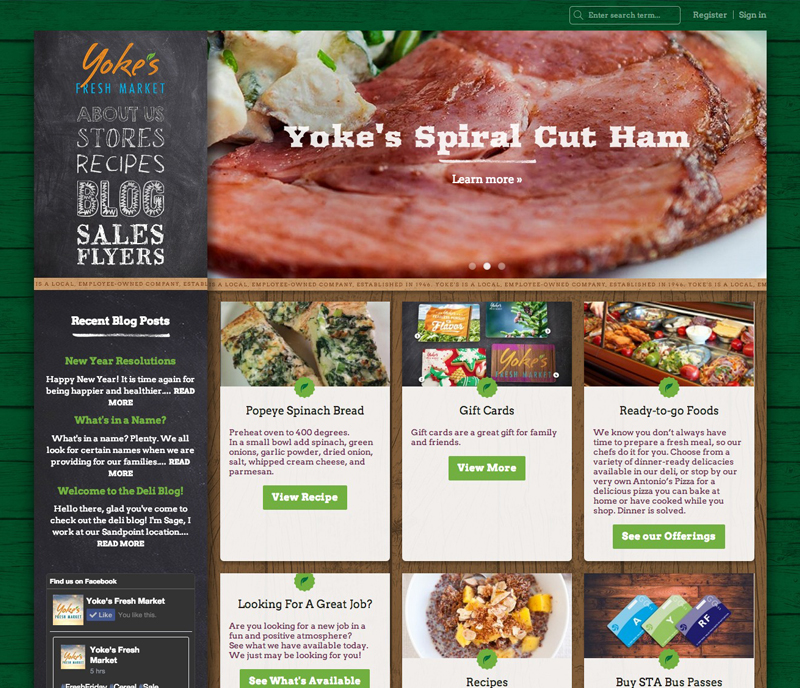 Enter search term...
Register | Sign in
Yoke's
FRESH MARKET
ABOUT US
STORES
RECIPES
BLOG
SALES
FLYERS
Yoke's Spiral Cut Ham
Learn more »
IS A LOCAL, EMPLOYEE-OWNED COMPANY, ESTABL
IS A LOCAL, EMPLOYEE-OWNED COMPANY, ESTABLISHED IN 1946. YOKE'S IS A LOCAL, EMPLOYEE-OWNED COMPANY, ESTABLISHED IN 1946. YOKE'S IS A LOCAL, EM
Recent Blog Posts
New Year Resolutions
Happy New Year! It is time again for
being happier and healthier.... READ
MORE
What's in a Name?
What's in a name? Plenty. We all
look for certain names when we are
providing for our families.... READ
MORE
Welcome to the Deli Blog!
Hello there, glad you've come to
check out the deli blog! I'm Sage, I
work at our Sandpoint location....
READ MORE
Find us on Facebook
Yoke's Fresh Market
Like You like this.
Yoke's Fresh
Market
5 hrs
#FreshFriday #Cereal #Sale
Popeye Spinach Bread
Preheat oven to 400 degrees.
In a small bowl add spinach, green
onions, garlic powder, dried onion,
salt, whipped cream cheese, and
parmesan.
View Recipe
Flavor
Yoke's
FRESH MARKET
Gift Cards
Gift cards are a great gift for family
and friends.
View More
Ready-to-go Foods
We know you don't always have
time to prepare a fresh meal, so our
chefs do it for you. Choose from a
variety of dinner-ready delicacies
available in our deli, or stop by our
very own Antonio's Pizza for a
delicious pizza you can bake at
home or have cooked while you
shop. Dinner is solved.
See our Offerings
Looking For A Great Job?
Are you looking for a new job in a
fun and positive atmosphere?
See what we have available today.
We just may be looking for you!
See What's Available
Recipes
A
Y
RF
Buy STA Bus Passes